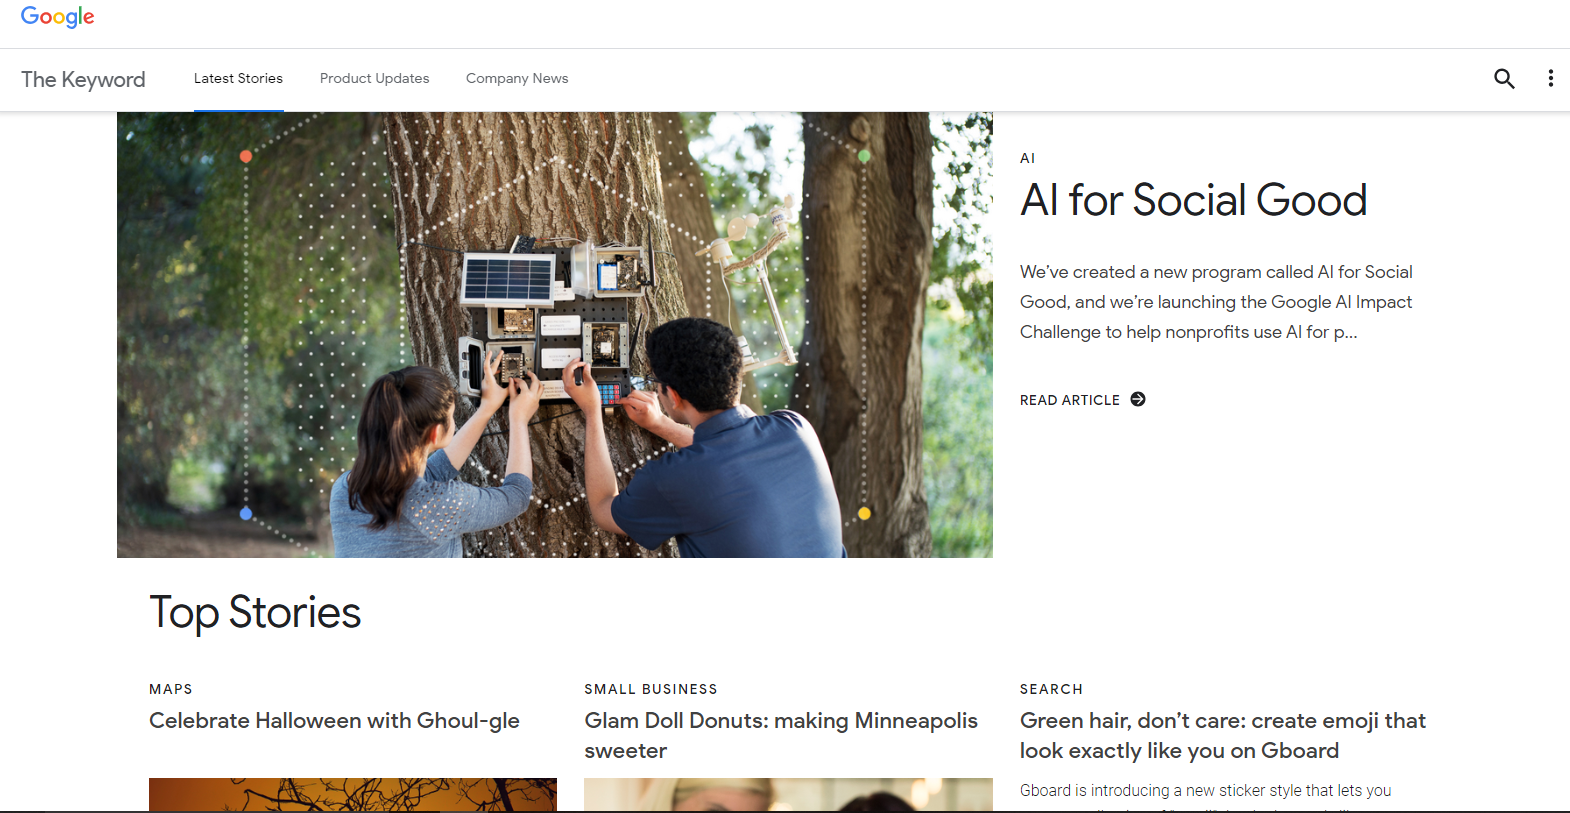 Google
The Keyword
Latest Stories
Product Updates
Company News
AI
AI for Social Good
We’ve created a new program called AI for Social
Good, and we’re launching the Google AI Impact
Challenge to help nonprofits use AI for p...
READ ARTICLE
Top Stories
MAPS
Celebrate Halloween with Ghoul-gle
SMALL BUSINESS
Glam Doll Donuts: making Minneapolis
sweeter
SEARCH
Green hair, don’t care: create emoji that
look exactly like you on Gboard
Gboard is introducing a new sticker style that lets you